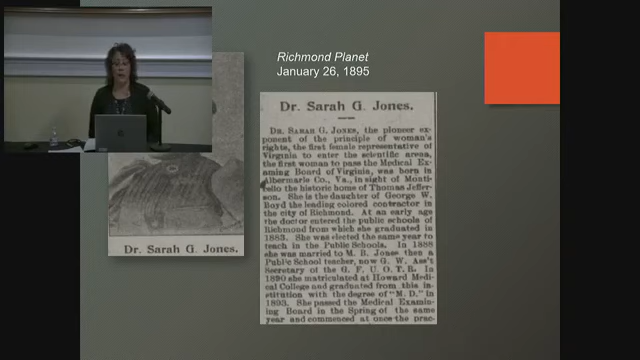 Richmond Planet
January 26, 1895
Dr. Sarah G. Jones.
Dr. Sarah G. Jones.
DR. SARAH G. JONES, the pioneer ex-
ponent of the principle of woman's
rights, the first female representative of
Virginia to enter the scientific arena,
the first woman to pass the Medical Ex-
aming Board of Virginia, was born in
Albermarle Co., Va., in sight of Monti-
cello the historic home of Thomas Jeffer-
son. She is the daughter of George W.
Boyd the leading colored contractor in
the city of Richmond. At an early age
the doctor entered the public schools of
Richmond from which she graduated in
1883. She was elected the same year to
teach in the Public Schools. In 1888
she was married to M. B. Jones then a
Public School teacher, now G. W. Ass't
Secretary of the G. F. U. O. T. R. In
1890 she matriculated at Howard Medi-
cal College and graduated from this in-
stitution with the degree of "M. D." in
1893. She passed the Medical Examin-
ing Board in the Spring of the same
year and commenced at once the prac-